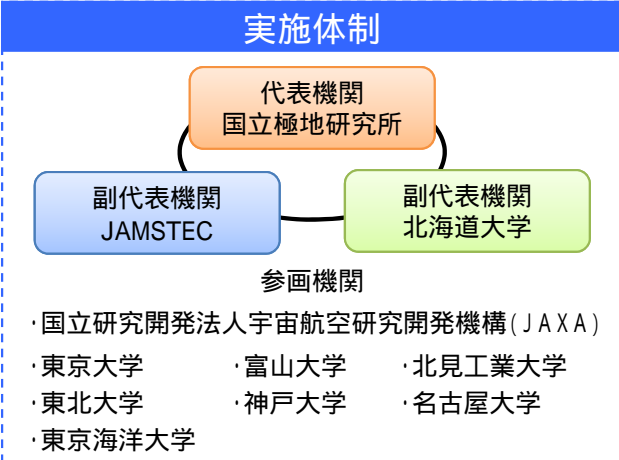 実施体制
代表機関
国立極地研究所
副代表機関
JAMSTEC
副代表機関
北海道大学
参画機関
・国立研究開発法人宇宙航空研究開発機構(JAXA)
・東京大学 ・富山大学 ・北見工業大学
・東北大学 ・神戸大学 ・名古屋大学
・東京海洋大学